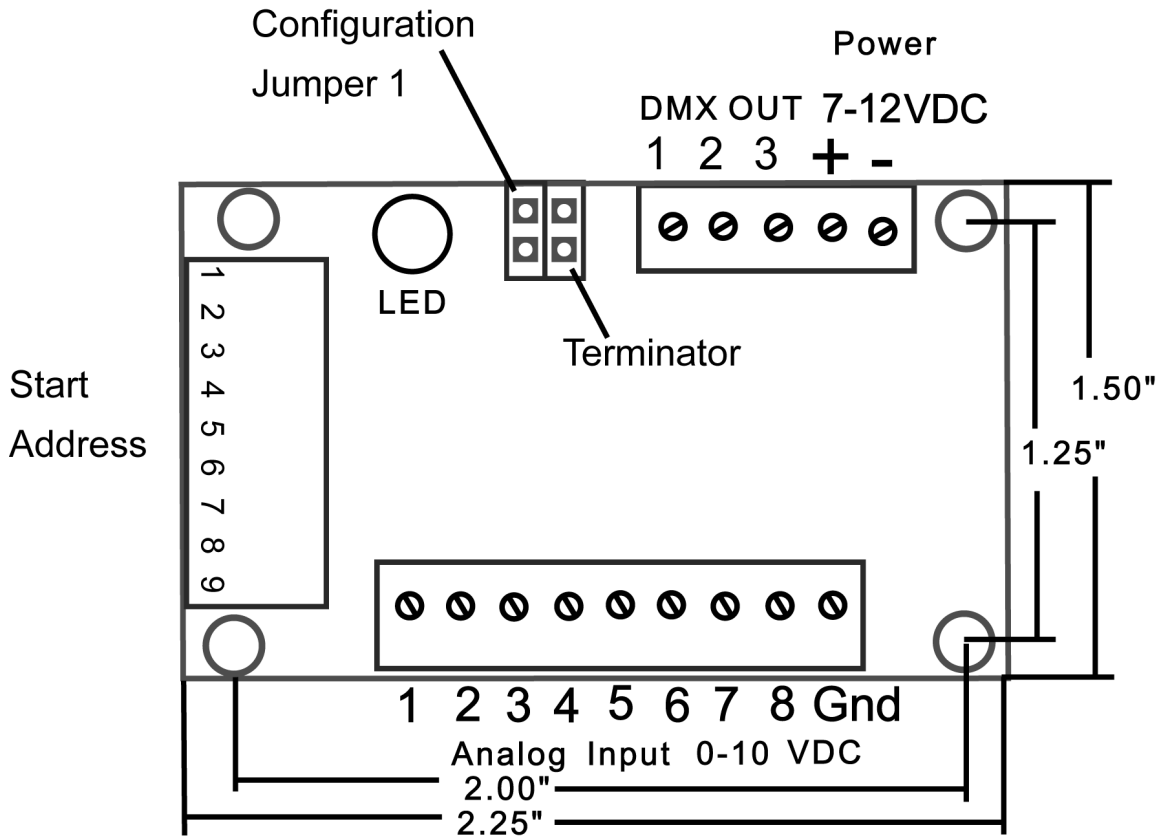 Configuration
Jumper 1
Power
DMX OUT 7-12VDC
1 2 3 + -
LED
Terminator
Start
Address
1
2
3
4
5
6
7
8
9
1.50"
1.25"
1 2 3 4 5 6 7 8 Gnd
Analog Input 0-10 VDC
2.00"
2.25"